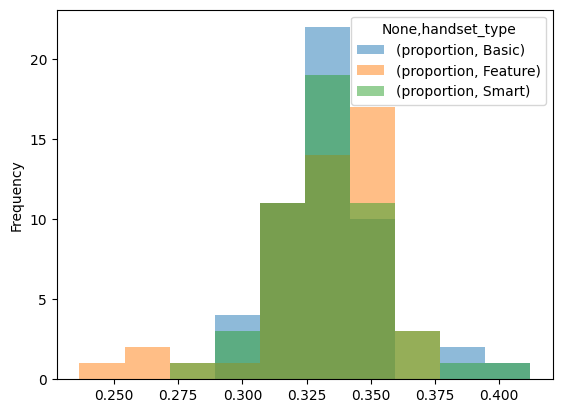 None,handset_type
(proportion, Basic)
(proportion, Feature)
(proportion, Smart)
Frequency
20
15
10
5
0
0.250 0.275 0.300 0.325 0.350 0.375 0.400